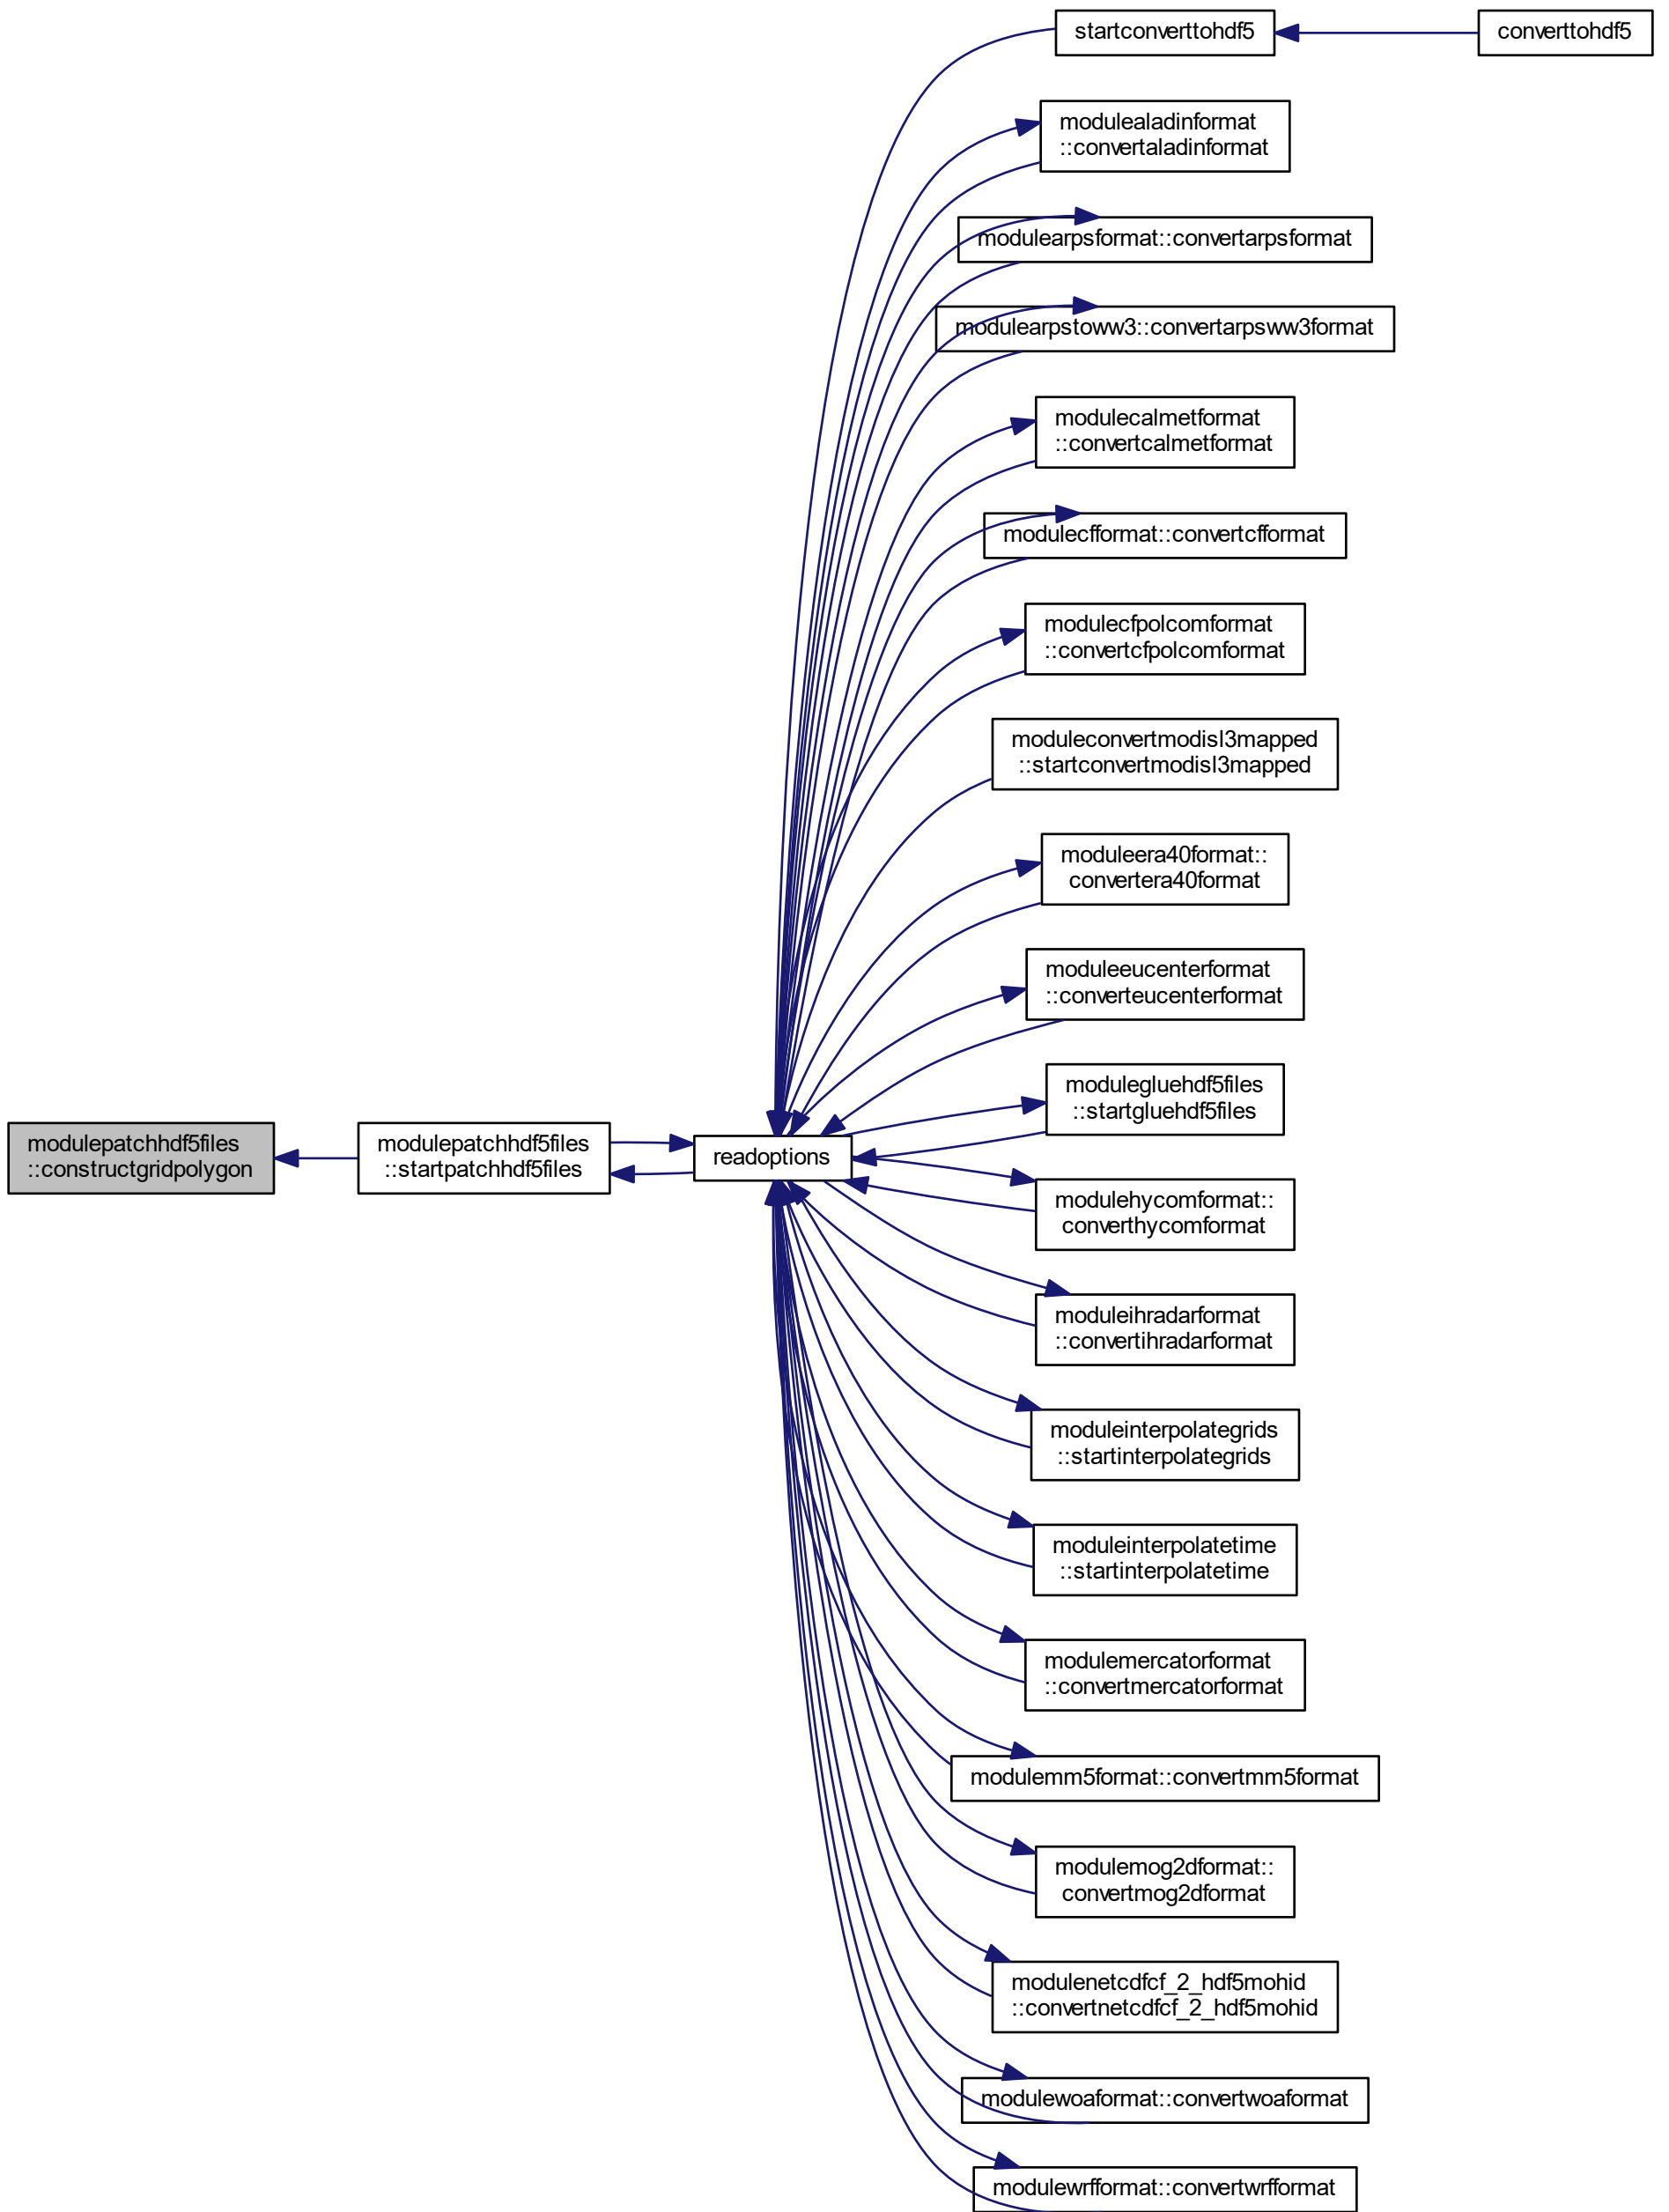 startconverttohdf5
converttohdf5
modulealadinformat
::convertaladinformat
modulearpsformat::convertarpsformat
modulearpstoww3::convertarpsww3format
modulecalmetformat
::convertcalmetformat
modulecfformat::convertcfformat
modulecfpolcomformat
::convertcfpolcomformat
moduleconvertmodisl3mapped
::startconvertmodisl3mapped
moduleera40format::
convertera40format
moduleeucenterformat
::converteucenterformat
modulegluehdf5files
::startgluehdf5files
modulepatchhdf5files
::constructgridpolygon
modulepatchhdf5files
::startpatchhdf5files
readoptions
modulehycomformat::
converthycomformat
moduleihradarformat
::convertihradarformat
moduleinterpolategrids
::startinterpolategrids
moduleinterpolatetime
::startinterpolatetime
modulemercatorformat
::convertmercatorformat
modulemm5format::convertmm5format
modulemog2dformat::
convertmog2dformat
modulenetcdfcf_2_hdf5mohid
::convertnetcdfcf_2_hdf5mohid
modulewoaformat::convertwoaformat
modulewrfformat::convertwrfformat